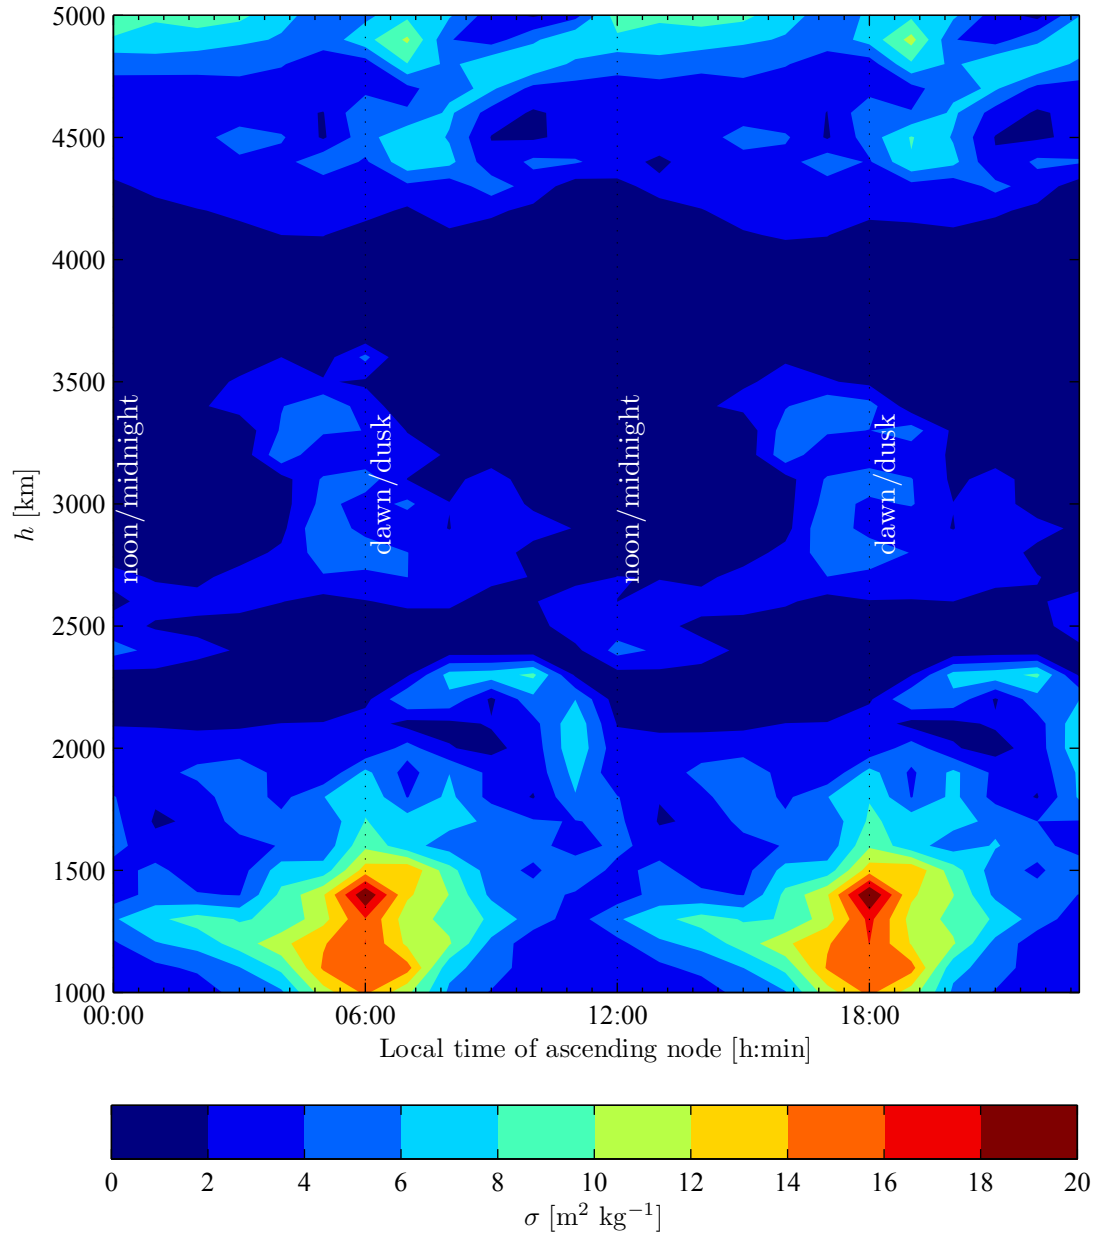 5000
4500
4000
3500
3000
2500
2000
1500
1000
h [km]
noon/midnight
dawn/dusk
noon/midnight
dawn/dusk
00:00 06:00 12:00 18:00
Local time of ascending node [h:min]
0 2 4 6 8 10 12 14 16 18 20
σ [m² kg⁻¹]